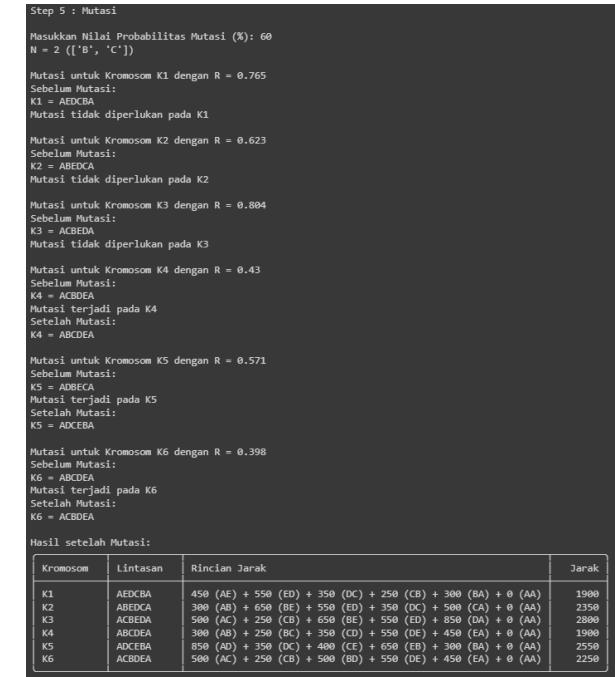 Step 5 : Mutasi
Masukkan Nilai Probabilitas Mutasi (%): 60
N = 2 (['B', 'C'])
Mutasi untuk Kromosom K1 dengan R = 0.765
Sebelum Mutasi:
K1 = AEDCBA
Mutasi tidak diperlukan pada K1
Mutasi untuk Kromosom K2 dengan R = 0.623
Sebelum Mutasi:
K2 = ABEDCA
Mutasi tidak diperlukan pada K2
Mutasi untuk Kromosom K3 dengan R = 0.804
Sebelum Mutasi:
K3 = ACBEDA
Mutasi tidak diperlukan pada K3
Mutasi untuk Kromosom K4 dengan R = 0.43
Sebelum Mutasi:
K4 = ACBDEA
Mutasi terjadi pada K4
Setelah Mutasi:
K4 = ABCDEA
Mutasi untuk Kromosom K5 dengan R = 0.571
Sebelum Mutasi:
K5 = ADBECA
Mutasi terjadi pada K5
Setelah Mutasi:
K5 = ADCEBA
Mutasi untuk Kromosom K6 dengan R = 0.398
Sebelum Mutasi:
K6 = ABCDEA
Mutasi terjadi pada K6
Setelah Mutasi:
K6 = ACBDEA
Hasil setelah Mutasi:
Kromosom Lintasan Rincian Jarak Jarak
K1 AEDCBA 450 (AE) + 550 (ED) + 350 (DC) + 250 (CB) + 300 (BA) + 0 (AA) 1900
K2 ABEDCA 300 (AB) + 650 (BE) + 550 (ED) + 350 (DC) + 500 (CA) + 0 (AA) 2350
K3 ACBEDA 500 (AC) + 250 (CB) + 650 (BE) + 550 (ED) + 850 (DA) + 0 (AA) 2800
K4 ABCDEA 300 (AB) + 250 (BC) + 350 (CD) + 550 (DE) + 450 (EA) + 0 (AA) 1900
K5 ADCEBA 850 (AD) + 350 (DC) + 400 (CE) + 650 (EB) + 300 (BA) + 0 (AA) 2550
K6 ACBDEA 500 (AC) + 250 (CB) + 500 (BD) + 550 (DE) + 450 (EA) + 0 (AA) 2250